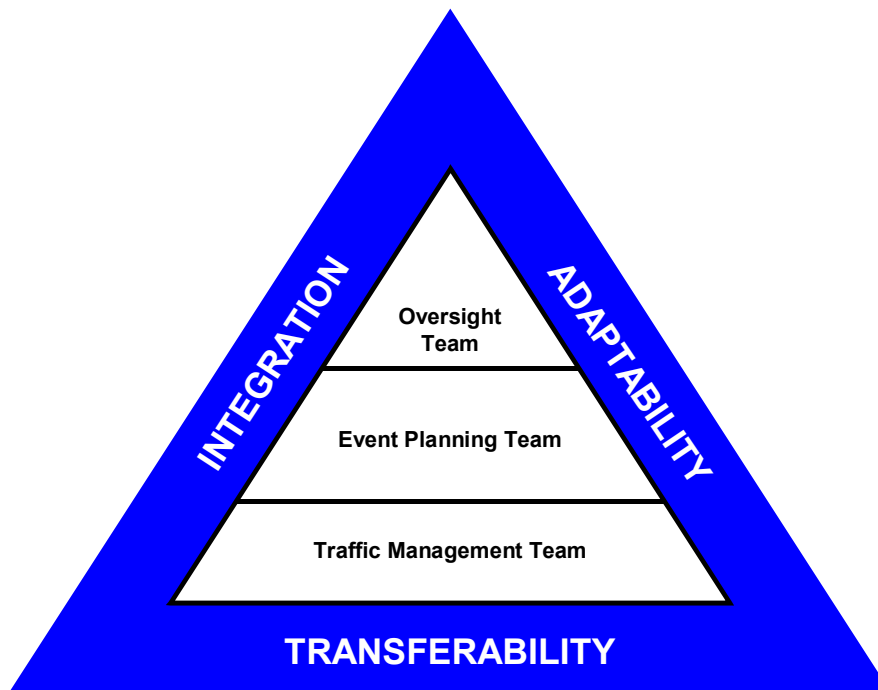 INTEGRATION
ADAPTABILITY
Oversight
Team
Event Planning Team
Traffic Management Team
TRANSFERABILITY